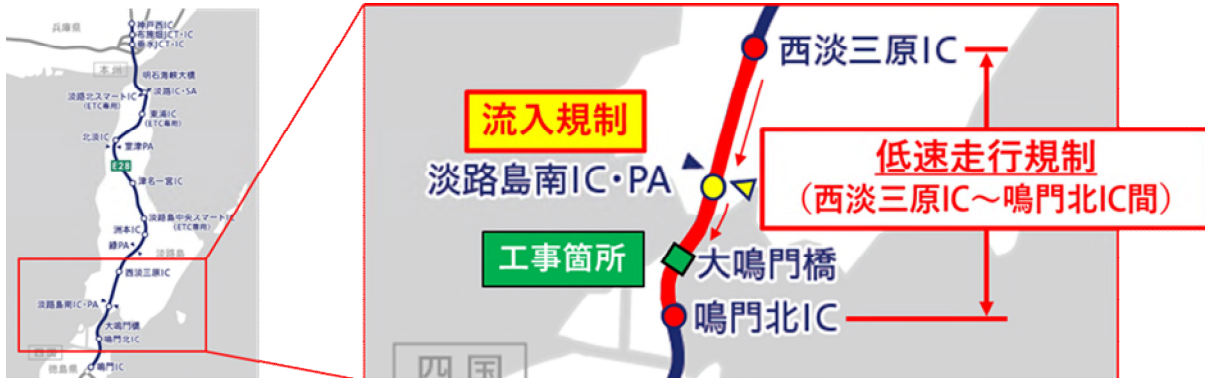 兵庫県
神戸西IC
布施畑JCT・IC
垂水JCT・IC
本州
明石海峡大橋
淡路IC・SA
淡路北スマートIC
(ETC専用)
東浦IC
(ETC専用)
北淡IC
室津PA
E28
津名一宮IC
淡路島中央スマートIC
(ETC専用)
洲本IC
緑PA
淡路島
西淡三原IC
淡路島南IC・PA
大鳴門橋
鳴門北IC
四国
徳島県
鳴門IC
西淡三原IC
流入規制
淡路島南IC・PA
低速走行規制
（西淡三原IC～鳴門北IC間）
工事箇所
大鳴門橋
鳴門北IC
四国